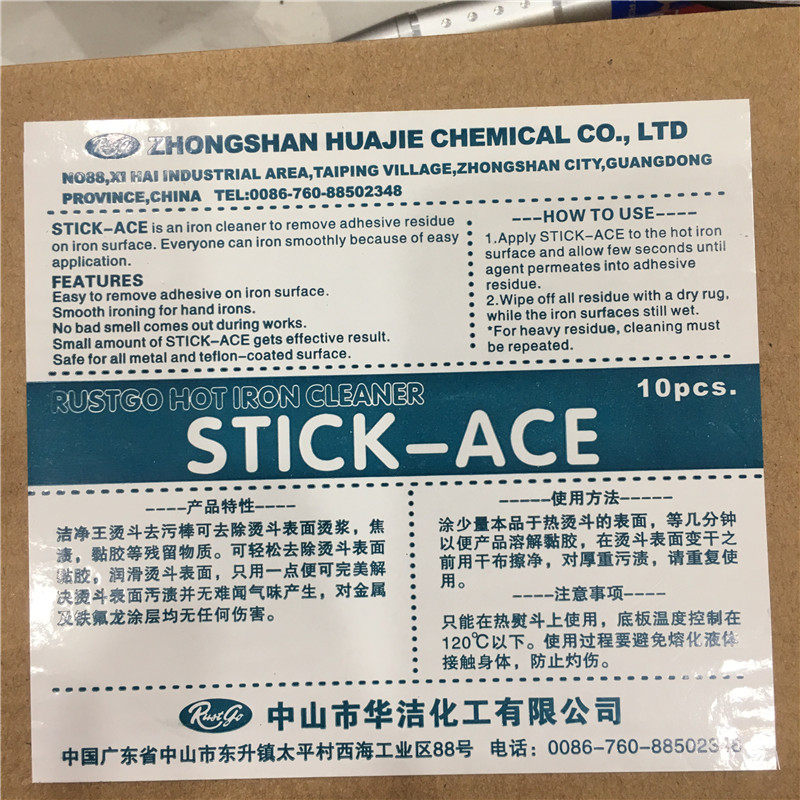 RustGo ZHONGSHAN HUAJIE CHEMICAL CO., LTD
NO88,XI HAI INDUSTRIAL AREA,TAIPING VILLAGE,ZHONGSHAN CITY,GUANGDONG
PROVINCE,CHINA TEL:0086-760-88502348
STICK-ACE is an iron cleaner to remove adhesive residue
on iron surface. Everyone can iron smoothly because of easy
application.
FEATURES
Easy to remove adhesive on iron surface.
Smooth ironing for hand irons.
No bad smell comes out during works.
Small amount of STICK-ACE gets effective result.
Safe for all metal and teflon-coated surface.
---HOW TO USE----
1.Apply STICK-ACE to the hot iron
surface and allow few seconds until
agent permeates into adhesive
residue.
2.Wipe off all residue with a dry rug,
while the iron surfaces still wet.
*For heavy residue, cleaning must
be repeated.
RUSTGO HOT IRON CLEANER
10pcs.
STICK-ACE
----产品特性----
洁净王烫斗去污棒可去除烫斗表面烫浆，焦
渍，黏胶等残留物质。可轻松去除烫斗表面
黏胶，润滑烫斗表面，只用一点便可完美解
决烫斗表面污渍并无难闻气味产生，对金属
及铁氟龙涂层均无任何伤害。
-----使用方法-----
涂少量本品于热烫斗的表面，等几分钟
以便产品溶解黏胶，在烫斗表面变干之
前用干布擦净，对厚重污渍，请重复使
用。
----注意事项----
只能在热熨斗上使用，底板温度控制在
120℃以下。使用过程要避免熔化液体
接触身体，防止灼伤。
RustGo 中山市华洁化工有限公司
中国广东省中山市东升镇太平村西海工业区88号 电话：0086-760-88502348